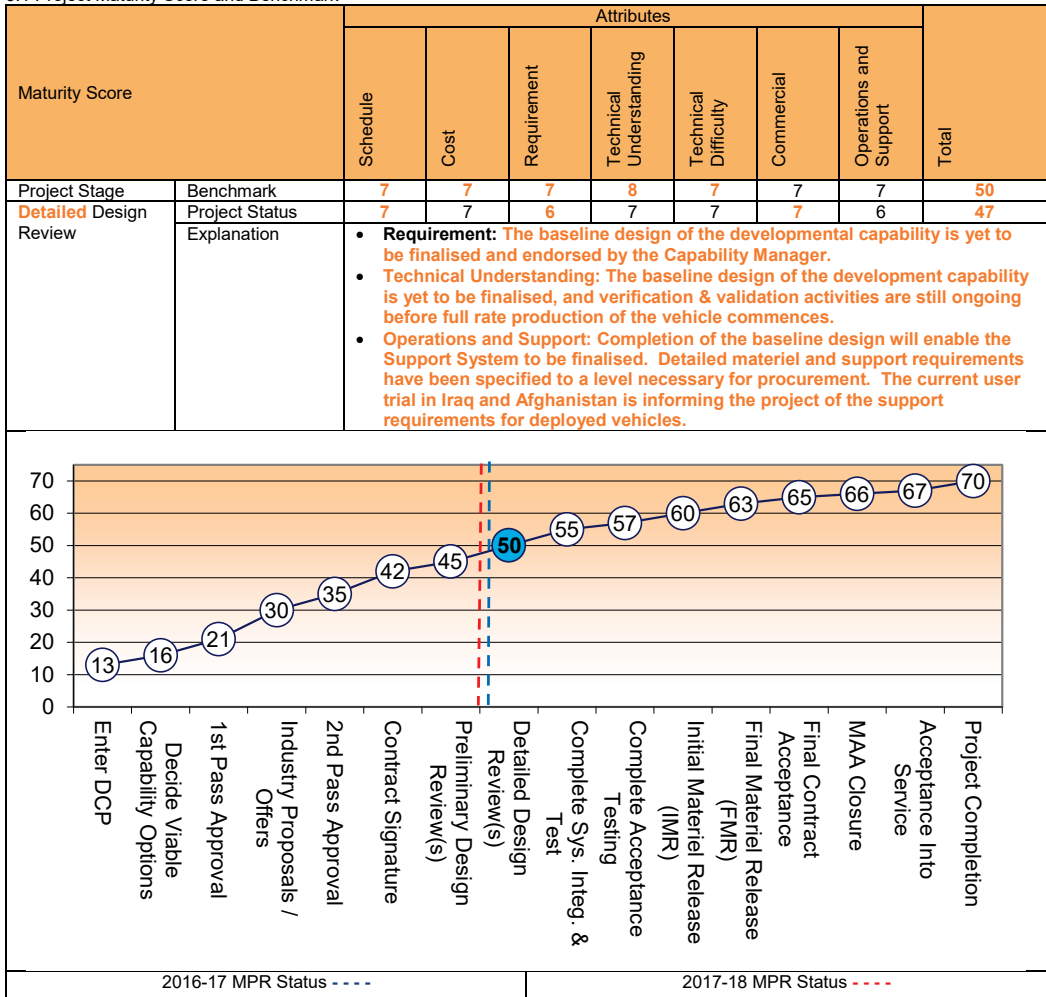 Maturity Score
Attributes
Schedule
Cost
Requirement
Technical
Understanding
Technical
Difficulty
Commercial
Operations and
Support
Total
Project Stage Benchmark 7 7 7 8 7 7 7 50
Detailed Design Project Status 7 7 6 7 7 7 6 47
Review Explanation
• Requirement: The baseline design of the developmental capability is yet to
be finalised and endorsed by the Capability Manager.
• Technical Understanding: The baseline design of the development capability
is yet to be finalised, and verification & validation activities are still ongoing
before full rate production of the vehicle commences.
• Operations and Support: Completion of the baseline design will enable the
Support System to be finalised. Detailed materiel and support requirements
have been specified to a level necessary for procurement. The current user
trial in Iraq and Afghanistan is informing the project of the support
requirements for deployed vehicles.
70
60
50
40
30
20
10
0
13
16
21
30
35
42
45
50
55
57
60
63
65
66
67
70
Enter DCP
Decide Viable
Capability Options
1st Pass Approval
Industry Proposals /
Offers
2nd Pass Approval
Contract Signature
Preliminary Design
Review(s)
Detailed Design
Review(s)
Complete Sys. Integ. &
Test
Complete Acceptance
Testing
Initial Materiel Release
(IMR)
Final Materiel Release
(FMR)
Final Contract
Acceptance
MAA Closure
Acceptance Into
Service
Project Completion
2016-17 MPR Status - - - -
2017-18 MPR Status - - - -